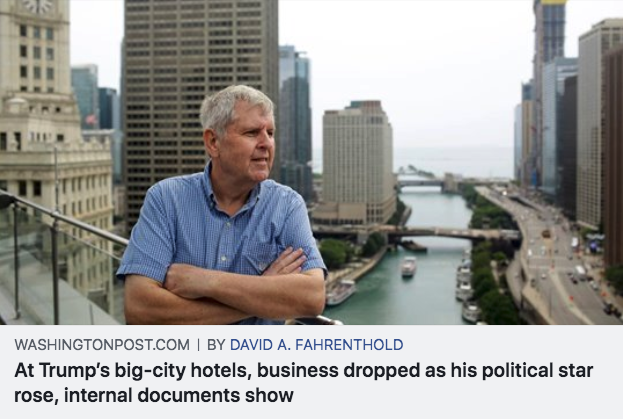 WASHINGTONPOST.COM | BY DAVID A. FAHRENTHOLD
At Trump's big-city hotels, business dropped as his political star
rose, internal documents show